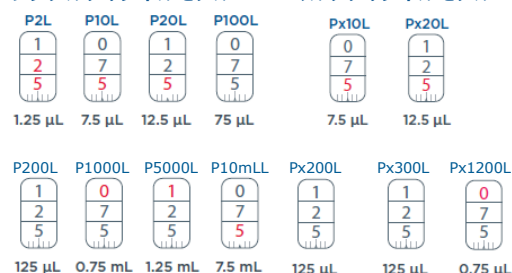 P2L P10L P20L P100L Px10L Px20L
1 0 1 0 0 1
2 7 2 7 7 2
5 5 5 5 5 5
1.25 µL 7.5 µL 12.5 µL 75 µL 7.5 µL 12.5 µL
P200L P1000L P5000L P10mLL Px200L Px300L Px1200L
1 0 1 0 1 1 0
2 7 2 7 2 2 7
5 5 5 5 5 5 5
125 µL 0.75 mL 1.25 mL 7.5 mL 125 µL 125 µL 0.75 µL